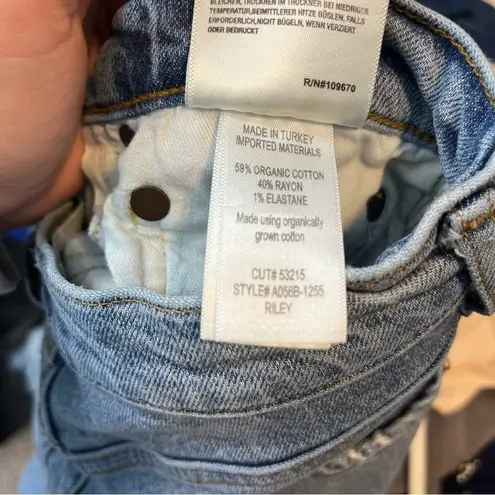 BLEICHEN, TROCKNEN IM TROCKNER BEI NIEDRIGER
TEMPERATUR, BEI MITTLERER HITZE BÜGLEN, FALLS
ERFORDERLICH, NICHT BÜGELN, WENN VERZIERT
ODER BEDRUCKT
R/N#109670
MADE IN TURKEY
IMPORTED MATERIALS
59% ORGANIC COTTON
40% RAYON
1% ELASTANE
Made using organically
grown cotton
CUT# 53215
STYLE# A056B-1255
RILEY